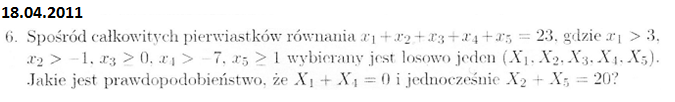 18.04.2011
6. Spośród całkowitych pierwiastków równania x₁+x₂+x₃+x₄+x₅ = 23, gdzie x₁ > 3,
x₂ > −1, x₃ ≥ 0, x₄ > −7, x₅ ≥ 1 wybierany jest losowo jeden (X₁, X₂, X₃, X₄, X₅).
Jakie jest prawdopodobieństwo, że X₁ + X₄ = 0 i jednocześnie X₂ + X₅ = 20?